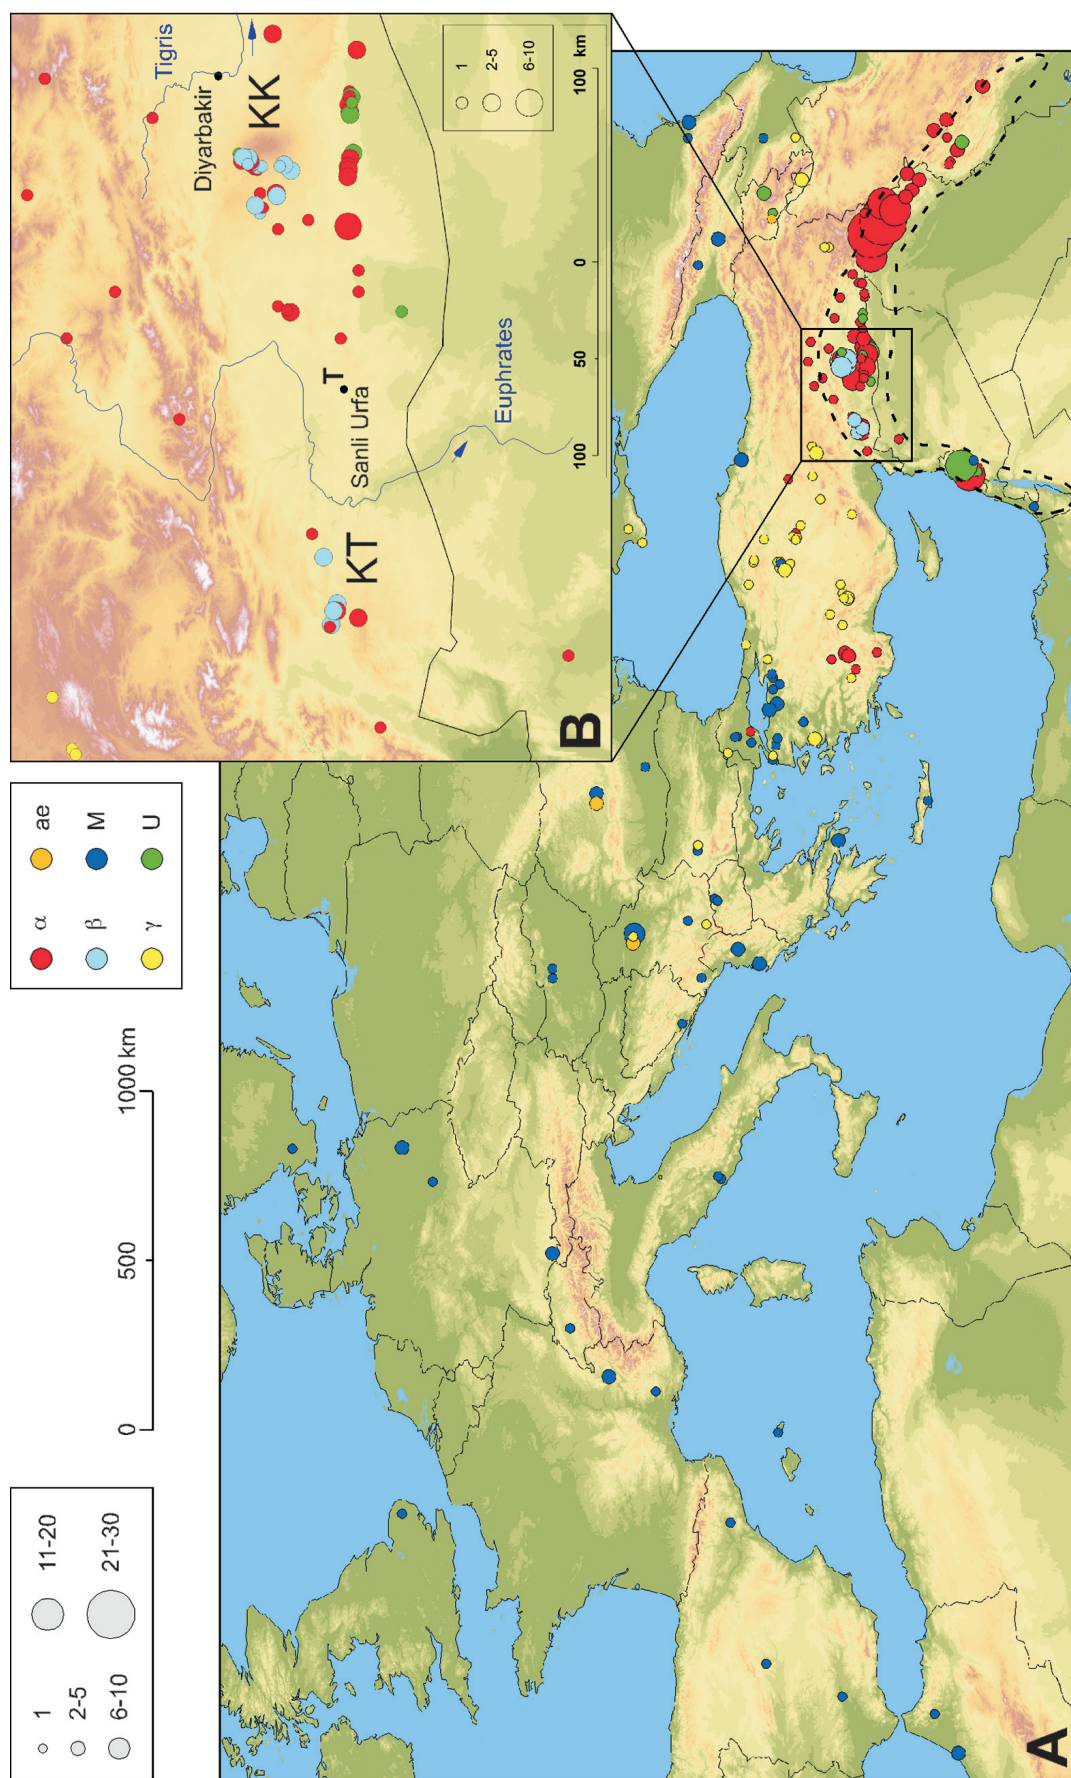 1
2-5
6-10
11-20
21-30
0
500
1000 km
α
β
γ
ae
M
U
A
B
Tigris
Diyarbakir
KK
T
Sanli Urfa
Euphrates
KT
1
2-5
6-10
100
50
0
100 km